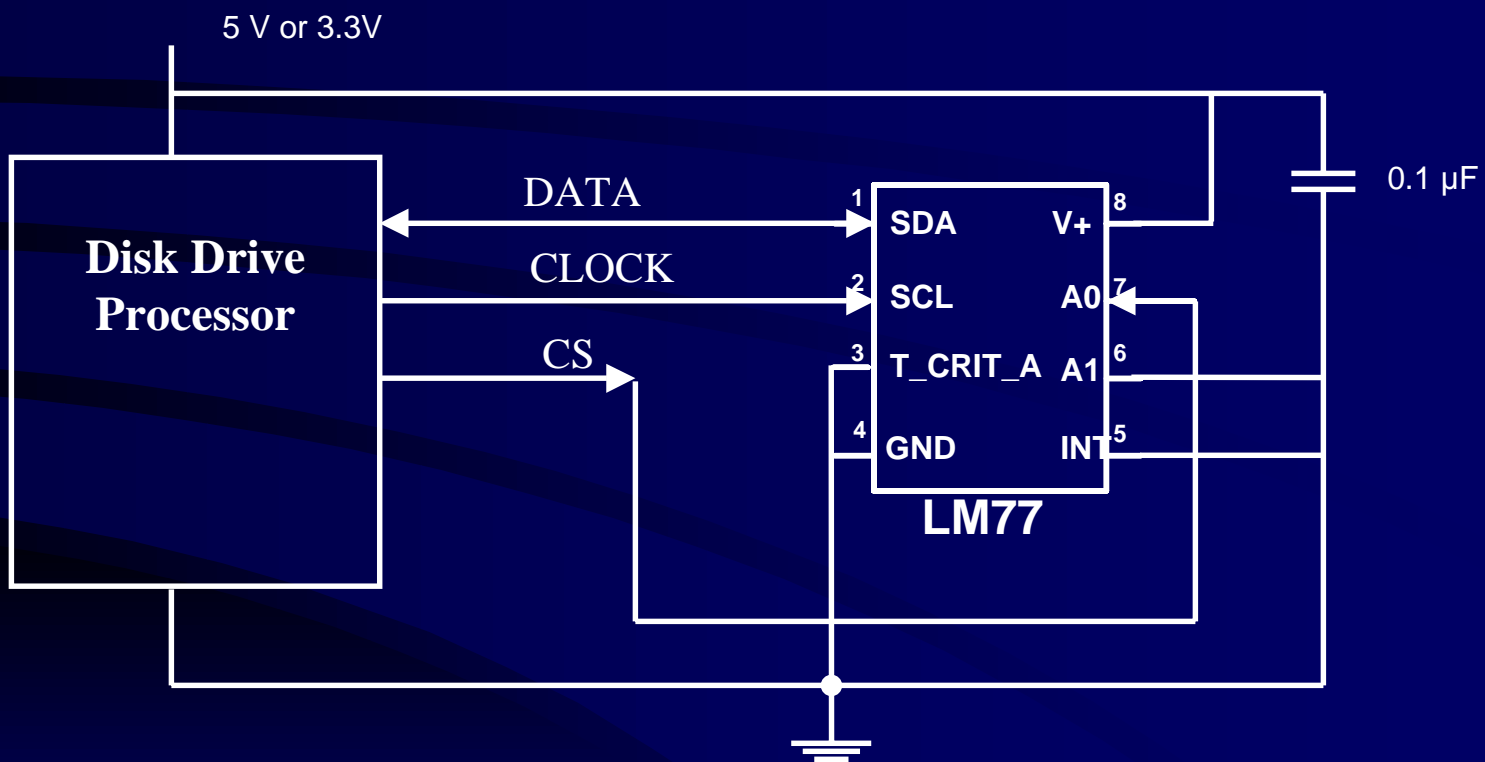 5 V or 3.3V
0.1 µF
Disk Drive
Processor
DATA
CLOCK
CS
1
SDA
2
SCL
3
T_CRIT_A
4
GND
V+
8
A0
7
A1
6
INT
5
LM77